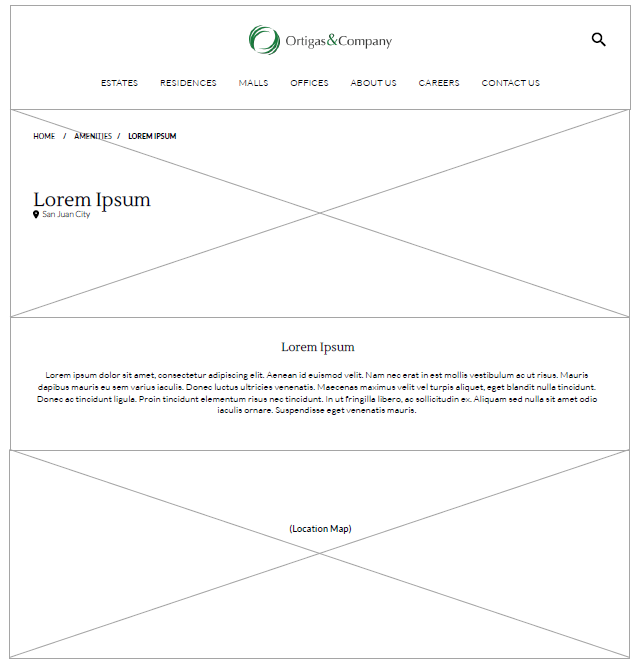 Ortigas&Company
ESTATES RESIDENCES MALLS OFFICES ABOUT US CAREERS CONTACT US
HOME / AMENITIES / LOREM IPSUM
Lorem Ipsum
San Juan City
Lorem Ipsum
Lorem ipsum dolor sit amet, consectetur adipiscing elit. Aenean id euismod velit. Nam nec erat in est mollis vestibulum ac ut risus. Mauris
dapibus mauris eu sem varius iaculis. Donec luctus ultricies venenatis. Maecenas maximus velit vel turpis aliquet, eget blandit nulla tincidunt.
Donec ac tincidunt ligula. Proin tincidunt elementum risus nec tincidunt. In ut fringilla libero, ac sollicitudin ex. Aliquam sed nulla sit amet odio
iaculis ornare. Suspendisse eget venenatis mauris.
(Location Map)